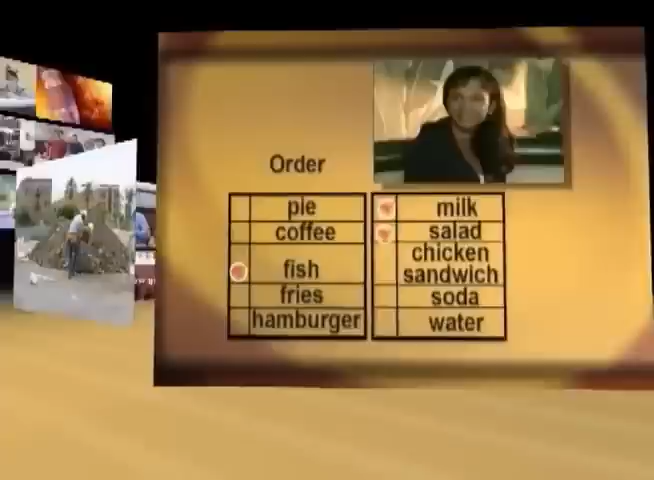 Order
pie
coffee
fish
fries
hamburger
milk
salad
chicken
sandwich
soda
water